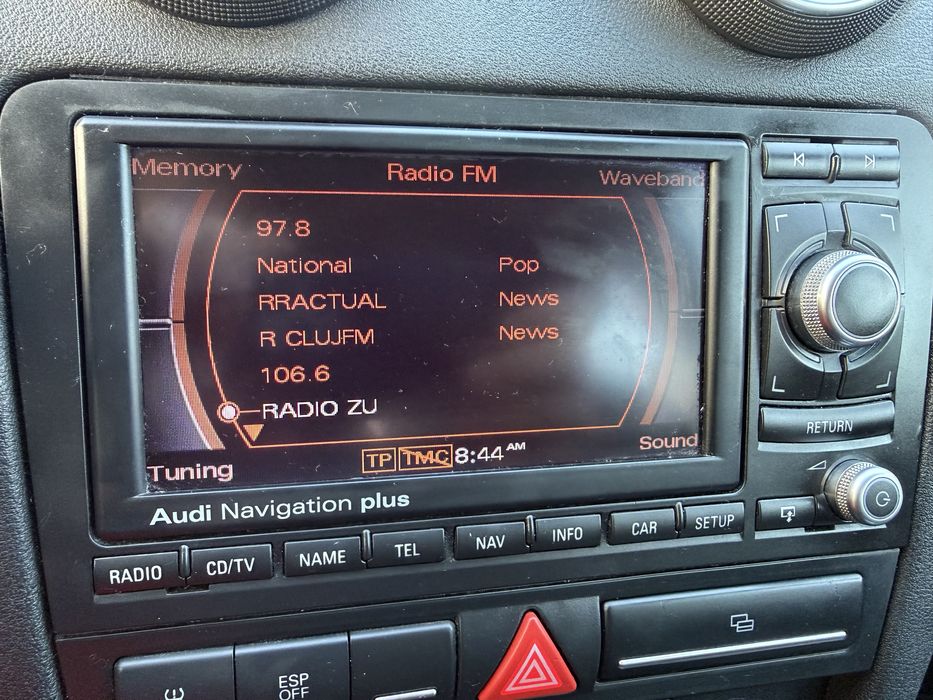 Memory Radio FM Waveband
97.8
National Pop
RRACTUAL News
R CLUJFM News
106.6
RADIO ZU
Tuning TP TMC 8:44 AM Sound
Audi Navigation plus
RETURN
RADIO CD/TV NAME TEL NAV INFO CAR SETUP
ESP
OFF